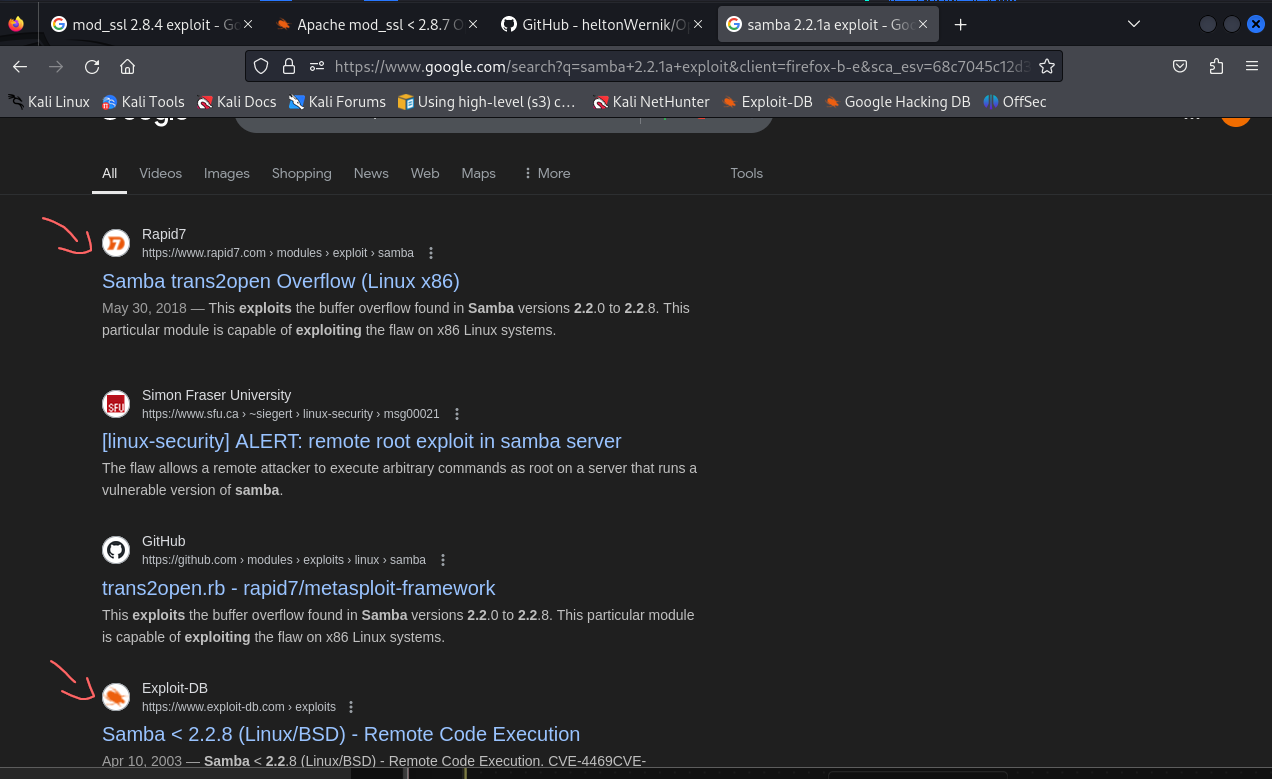 mod_ssl 2.8.4 exploit - Go
Apache mod_ssl < 2.8.7 O
GitHub - heltonWernik/Op
samba 2.2.1a exploit - Goo
https://www.google.com/search?q=samba+2.2.1a+exploit&client=firefox-b-e&sca_esv=68c7045c12d3
Kali Linux
Kali Tools
Kali Docs
Kali Forums
Using high-level (s3) c…
Kali NetHunter
Exploit-DB
Google Hacking DB
OffSec
Google
All
Videos
Images
Shopping
News
Web
Maps
More
Tools
Rapid7
https://www.rapid7.com › modules › exploit › samba
Samba trans2open Overflow (Linux x86)
May 30, 2018 — This exploits the buffer overflow found in Samba versions 2.2.0 to 2.2.8. This
particular module is capable of exploiting the flaw on x86 Linux systems.
SFU
Simon Fraser University
https://www.sfu.ca › ~siegert › linux-security › msg00021
[linux-security] ALERT: remote root exploit in samba server
The flaw allows a remote attacker to execute arbitrary commands as root on a server that runs a
vulnerable version of samba.
GitHub
https://github.com › modules › exploits › linux › samba
trans2open.rb - rapid7/metasploit-framework
This exploits the buffer overflow found in Samba versions 2.2.0 to 2.2.8. This particular module
is capable of exploiting the flaw on x86 Linux systems.
Exploit-DB
https://www.exploit-db.com › exploits
Samba < 2.2.8 (Linux/BSD) - Remote Code Execution
Apr 10, 2003 — Samba < 2.2.8 (Linux/BSD) - Remote Code Execution. CVE-4469CVE-